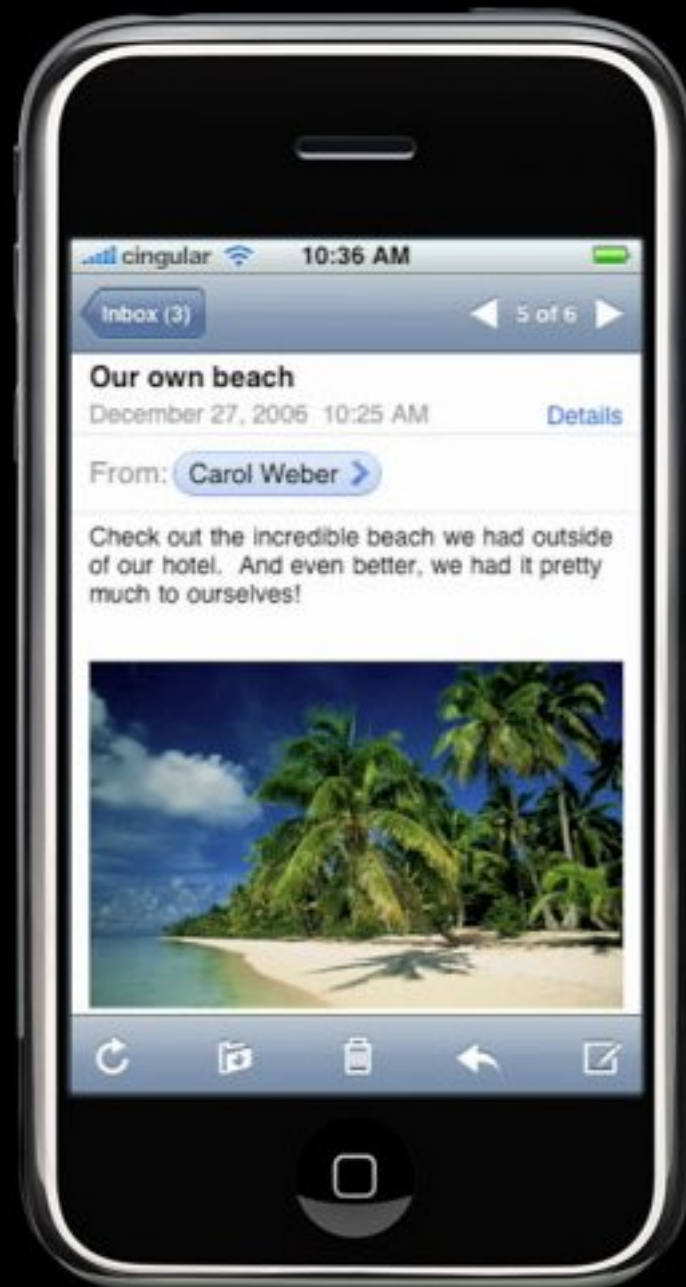 cingular 10:36 AM
Inbox (3) 5 of 6
Our own beach
December 27, 2006 10:25 AM Details
From: Carol Weber
Check out the incredible beach we had outside
of our hotel. And even better, we had it pretty
much to ourselves!